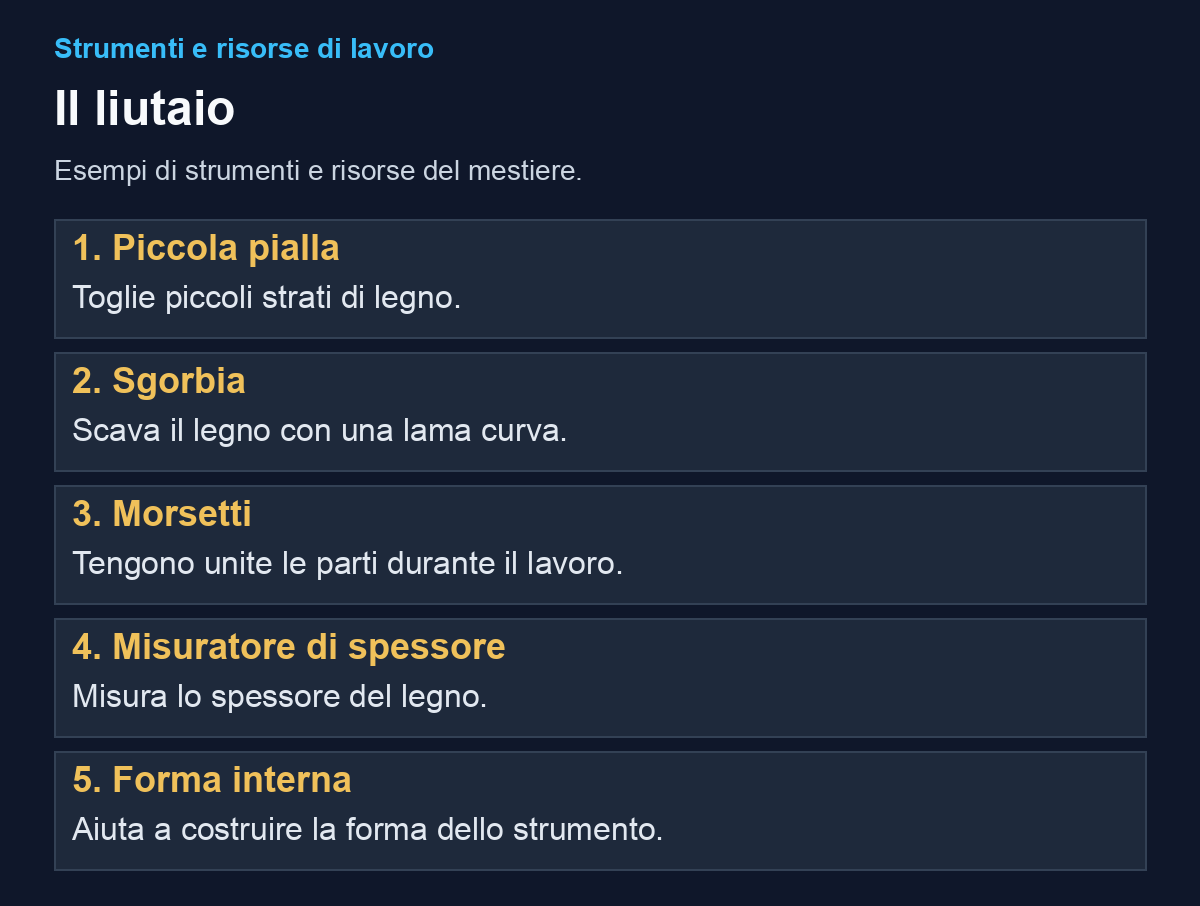 Strumenti e risorse di lavoro
Il liutaio
Esempi di strumenti e risorse del mestiere.
1. Piccola pialla
Toglie piccoli strati di legno.
2. Sgorbia
Scava il legno con una lama curva.
3. Morsetti
Tengono unite le parti durante il lavoro.
4. Misuratore di spessore
Misura lo spessore del legno.
5. Forma interna
Aiuta a costruire la forma dello strumento.